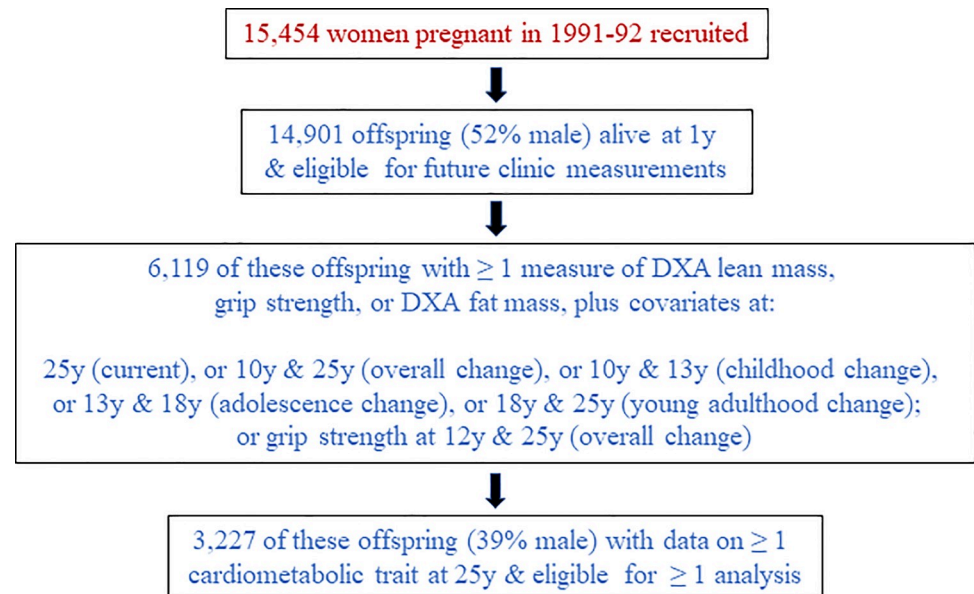 15,454 women pregnant in 1991-92 recruited
14,901 offspring (52% male) alive at 1y
& eligible for future clinic measurements
6,119 of these offspring with ≥ 1 measure of DXA lean mass,
grip strength, or DXA fat mass, plus covariates at:
25y (current), or 10y & 25y (overall change), or 10y & 13y (childhood change),
or 13y & 18y (adolescence change), or 18y & 25y (young adulthood change);
or grip strength at 12y & 25y (overall change)
3,227 of these offspring (39% male) with data on ≥ 1
cardiometabolic trait at 25y & eligible for ≥ 1 analysis